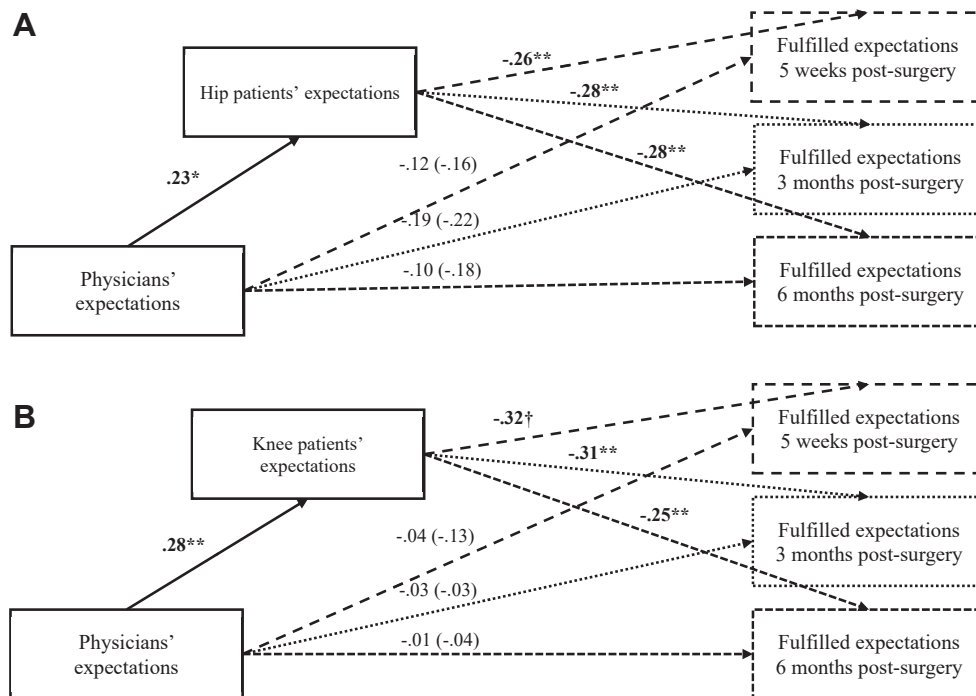 A
Hip patients’ expectations
-.26**
Fulfilled expectations
5 weeks post-surgery
-.28**
-.28**
.23*
-.12 (-.16)
Fulfilled expectations
3 months post-surgery
-.19 (-.22)
Physicians’
expectations
-.10 (-.18)
Fulfilled expectations
6 months post-surgery
B
Knee patients’
expectations
-.32†
Fulfilled expectations
5 weeks post-surgery
-.31**
-.25**
.28**
-.04 (-.13)
Fulfilled expectations
3 months post-surgery
-.03 (-.03)
Physicians’
expectations
-.01 (-.04)
Fulfilled expectations
6 months post-surgery